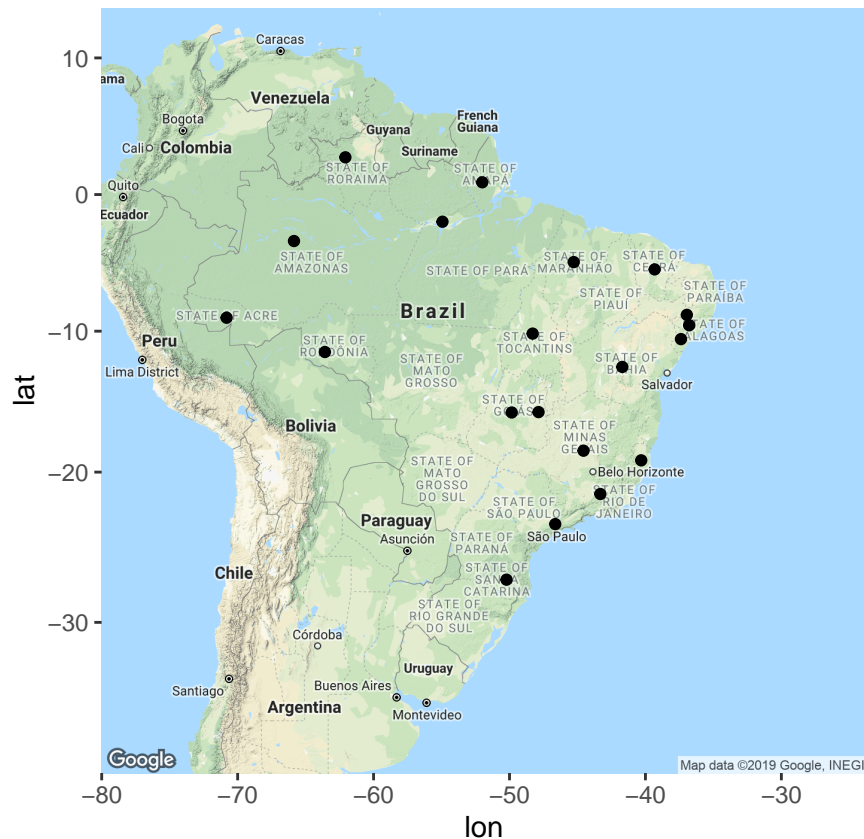 Caracas
10
ama
Venezuela
Bogota
French
Guiana
Guyana
Cali
Colombia
Suriname
STATE OF
RORAIMA
STATE OF
AMAPÁ
Quito
0
Ecuador
STATE OF
AMAZONAS
STATE OF PARÁ
STATE OF
MARANHÃO
STATE OF
CEARÁ
STATE OF
PIAUÍ
STATE OF
PARAÍBA
STATE OF ACRE
Brazil
STATE OF
ALAGOAS
−10
Peru
STATE OF
RONDÔNIA
STATE OF
TOCANTINS
Lima District
STATE OF
MATO
GROSSO
STATE OF
BAHIA
Salvador
lat
STATE OF
GOIÁS
Bolivia
STATE OF
MINAS
GERAIS
−20
STATE OF
MATO
GROSSO
DO SUL
Belo Horizonte
STATE OF
SÃO PAULO
STATE OF
RIO DE
JANEIRO
Paraguay
Asunción
São Paulo
STATE OF
PARANÁ
Chile
STATE OF
SANTA
CATARINA
STATE OF
RIO GRANDE
DO SUL
−30
Córdoba
Uruguay
Santiago
Buenos Aires
Argentina
Montevideo
Google
Map data ©2019 Google, INEGI
−80
−70
−60
−50
−40
−30
lon